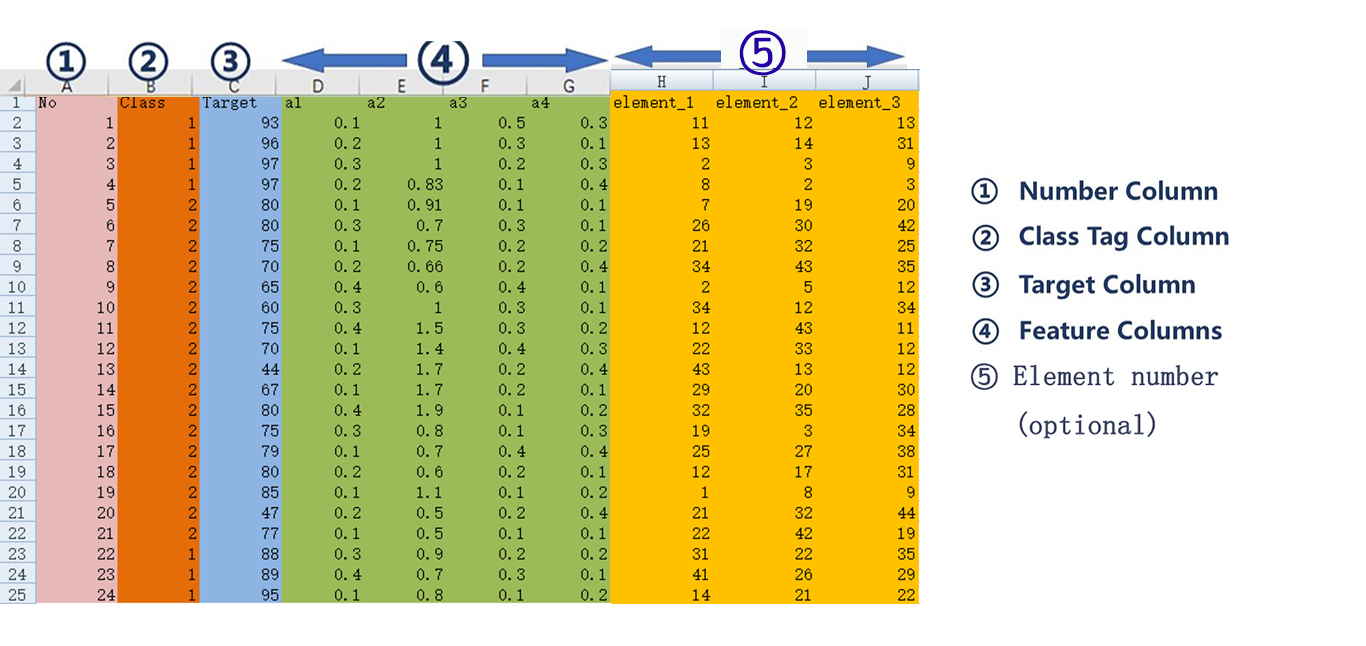 ① ② ③ ④ ⑤
A B C D E F G H I J
1 No Class Target a1 a2 a3 a4 element_1 element_2 element_3
2 1 1 93 0.1 1 0.5 0.3 11 12 13
3 2 1 96 0.2 1 0.3 0.1 13 14 31
4 3 1 97 0.3 1 0.2 0.3 2 3 9
5 4 1 97 0.2 0.83 0.1 0.4 8 2 3
6 5 2 80 0.1 0.91 0.1 0.1 7 19 20
7 6 2 80 0.3 0.7 0.3 0.1 26 30 42
8 7 2 75 0.1 0.75 0.2 0.2 21 32 25
9 8 2 70 0.2 0.66 0.2 0.4 34 43 35
10 9 2 65 0.4 0.6 0.4 0.1 2 5 12
11 10 2 60 0.3 1 0.3 0.1 34 12 34
12 11 2 75 0.4 1.5 0.3 0.2 12 43 11
13 12 2 70 0.1 1.4 0.4 0.3 22 33 12
14 13 2 44 0.2 1.7 0.2 0.4 43 13 12
15 14 2 67 0.1 1.7 0.2 0.1 29 20 30
16 15 2 80 0.4 1.9 0.1 0.2 32 35 28
17 16 2 75 0.3 0.8 0.1 0.3 19 3 34
18 17 2 79 0.1 0.7 0.4 0.4 25 27 38
19 18 2 80 0.2 0.6 0.2 0.1 12 17 31
20 19 2 85 0.1 1.1 0.1 0.2 1 8 9
21 20 2 47 0.2 0.5 0.2 0.4 21 32 44
22 21 2 77 0.1 0.5 0.1 0.1 22 42 19
23 22 1 88 0.3 0.9 0.2 0.2 31 22 35
24 23 1 89 0.4 0.7 0.3 0.1 41 26 29
25 24 1 95 0.1 0.8 0.1 0.2 14 21 22
① Number Column
② Class Tag Column
③ Target Column
④ Feature Columns
⑤ Element number
(optional)